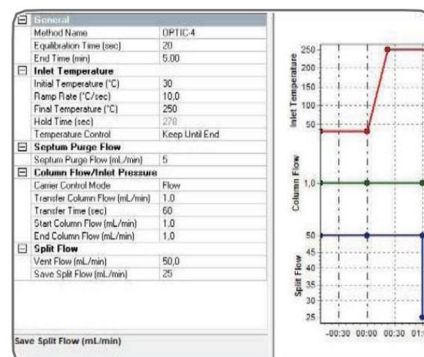 General
Method Name OPTIC-4
Equilibration Time (sec) 20
End Time (min) 5.00
Inlet Temperature
Initial Temperature (°C) 30
Ramp Rate (°C/sec) 10,0
Final Temperature (°C) 250
Hold Time (sec) 278
Temperature Control Keep Until End
Septum Purge Flow
Septum Purge Flow (mL/min) 5
Column Flow/Inlet Pressure
Carrier Control Mode Flow
Transfer Column Flow (mL/min) 1,0
Transfer Time (sec) 60
Start Column Flow (mL/min) 1,0
End Column Flow (mL/min) 1,0
Split Flow
Vent Flow (mL/min) 50,0
Save Split Flow (mL/min) 25
Save Split Flow (mL/min)
Inlet Temperature
250
200
150
100
50
Column Flow
1,0
Split Flow
50
45
40
35
30
25
-00:30 00:00 00:30